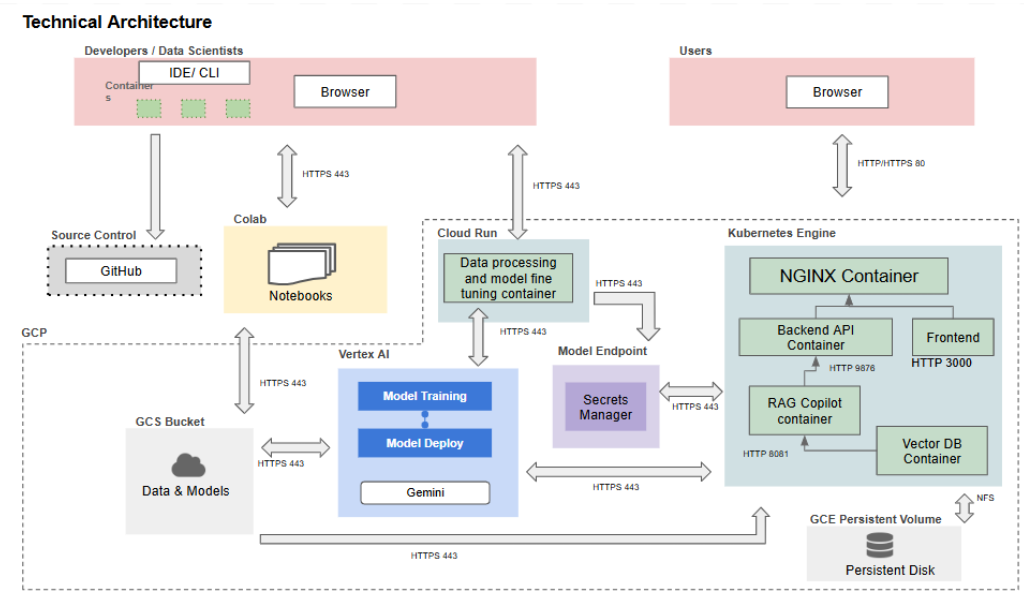 Technical Architecture
Developers / Data Scientists
Users
IDE/ CLI
Container
s
Browser
Browser
HTTPS 443
HTTPS 443
HTTP/HTTPS 80
Source Control
GitHub
Colab
Notebooks
Cloud Run
Data processing
and model fine
tuning container
HTTPS 443
Kubernetes Engine
NGINX Container
Backend API
Container
Frontend
HTTP 3000
HTTP 9876
RAG Copilot
container
HTTP 8081
Vector DB
Container
GCP
HTTPS 443
HTTPS 443
Vertex AI
Model Training
Model Deploy
Gemini
Model Endpoint
Secrets
Manager
HTTPS 443
GCS Bucket
Data & Models
HTTPS 443
HTTPS 443
HTTPS 443
NFS
GCE Persistent Volume
Persistent Disk